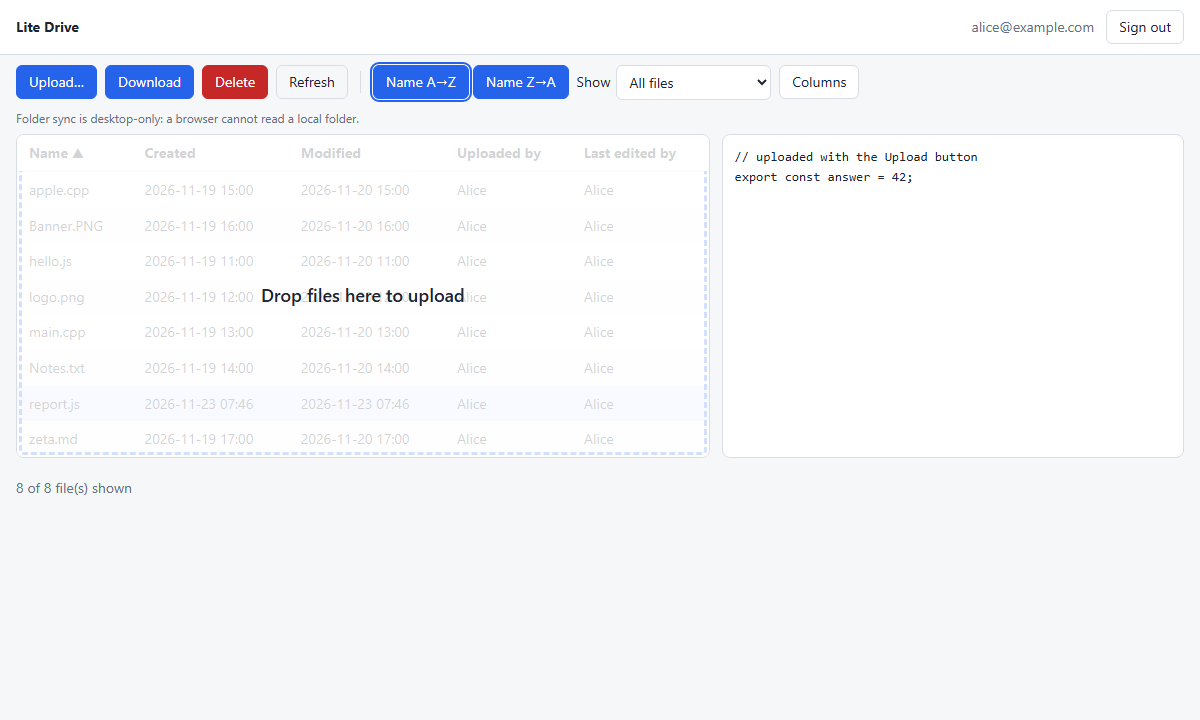 Lite Drive alice@example.com Sign out
Upload... Download Delete Refresh Name A→Z Name Z→A Show All files Columns
Folder sync is desktop-only: a browser cannot read a local folder.
Name ▲ Created Modified Uploaded by Last edited by
apple.cpp 2026-11-19 15:00 2026-11-20 15:00 Alice Alice
Banner.PNG 2026-11-19 16:00 2026-11-20 16:00 Alice Alice
hello.js 2026-11-19 11:00 2026-11-20 11:00 Alice Alice
logo.png 2026-11-19 12:00 Alice Alice
Drop files here to upload
main.cpp 2026-11-19 13:00 2026-11-20 13:00 Alice Alice
Notes.txt 2026-11-19 14:00 2026-11-20 14:00 Alice Alice
report.js 2026-11-23 07:46 2026-11-23 07:46 Alice Alice
zeta.md 2026-11-19 17:00 2026-11-20 17:00 Alice Alice
// uploaded with the Upload button
export const answer = 42;
8 of 8 file(s) shown